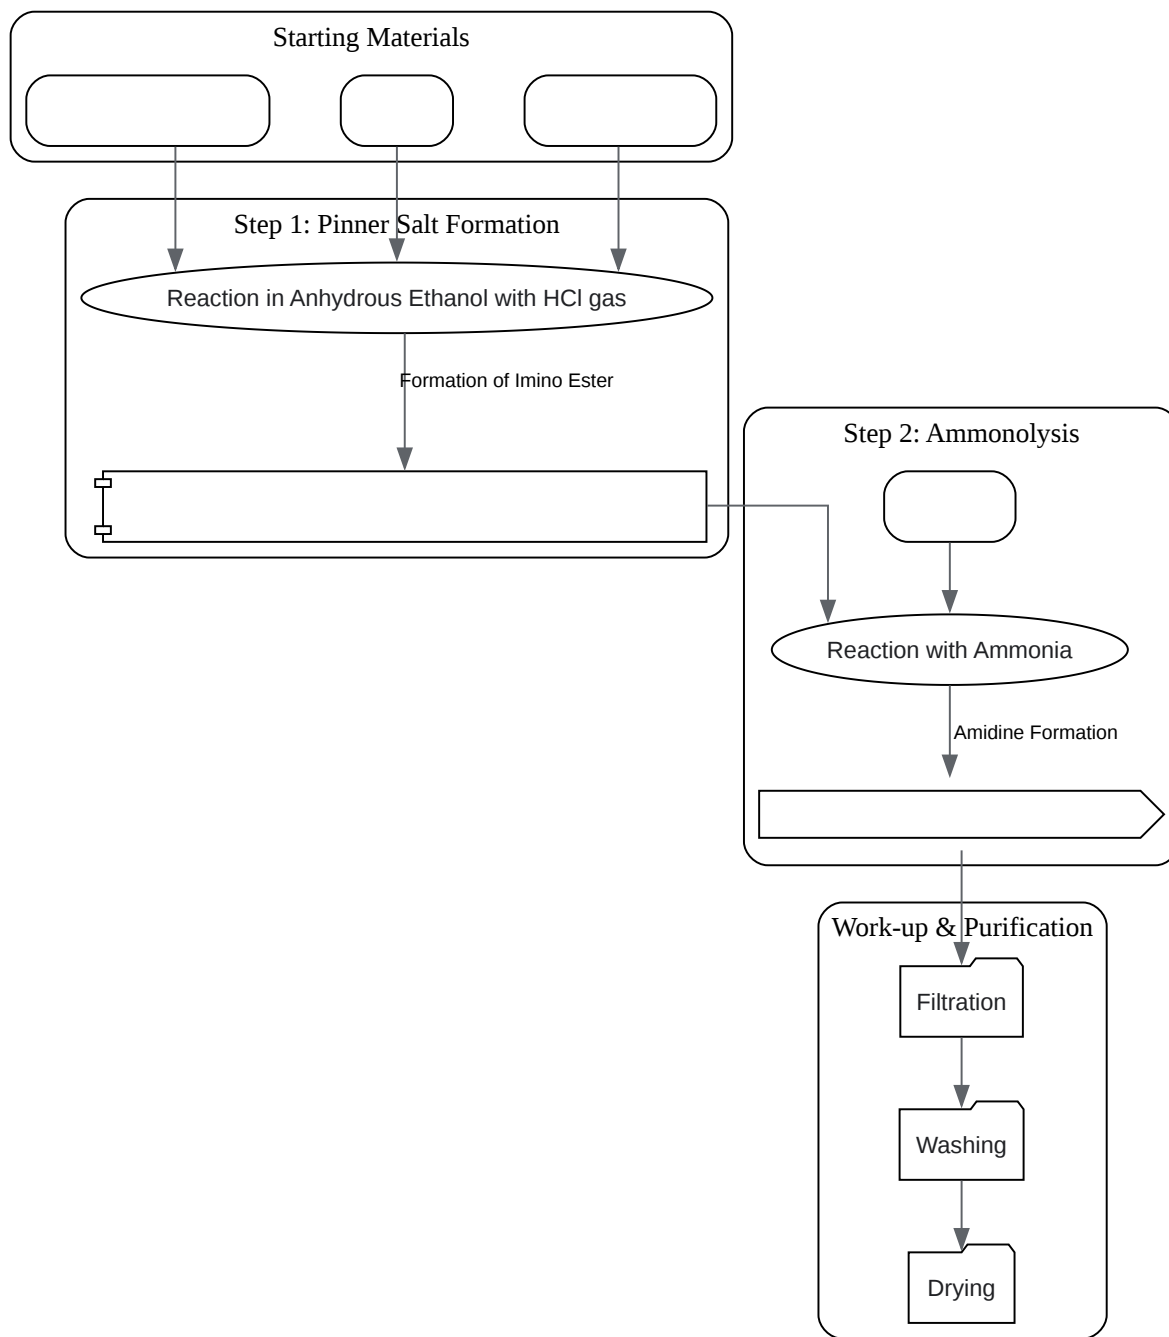 Starting Materials
Step 1: Pinner Salt Formation
Reaction in Anhydrous Ethanol with HCl gas
Formation of Imino Ester
Step 2: Ammonolysis
Reaction with Ammonia
Amidine Formation
Work-up & Purification
Filtration
Washing
Drying